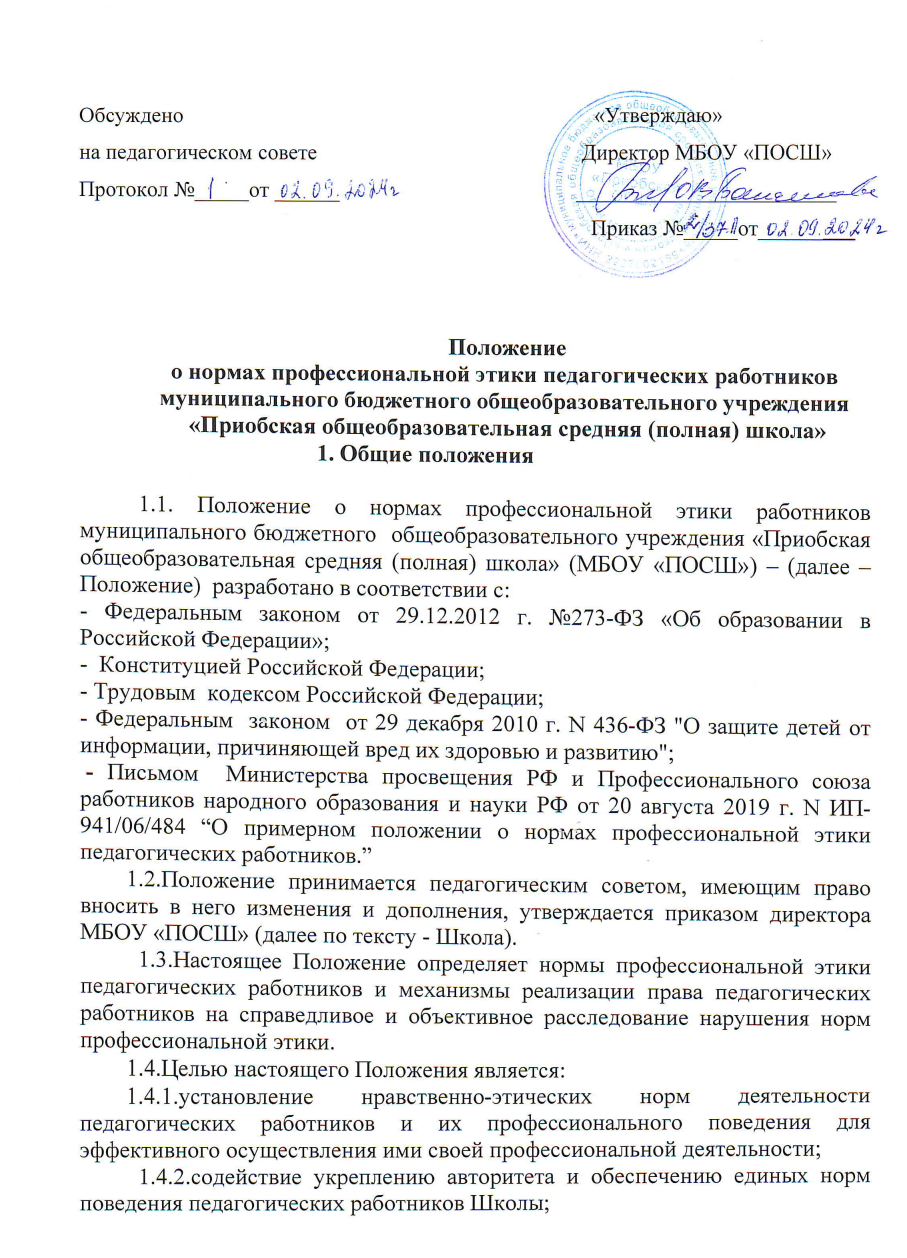 Обсуждено «Утверждаю»
на педагогическом совете Директор МБОУ «ПОСШ»
Протокол № 1 от 02.09.2024г
Приказ № от 02.09.2024г
Положение
о нормах профессиональной этики педагогических работников
муниципального бюджетного общеобразовательного учреждения
«Приобская общеобразовательная средняя (полная) школа»
1. Общие положения
1.1. Положение о нормах профессиональной этики работников
муниципального бюджетного общеобразовательного учреждения «Приобская
общеобразовательная средняя (полная) школа» (МБОУ «ПОСШ») – (далее –
Положение) разработано в соответствии с:
- Федеральным законом от 29.12.2012 г. №273-ФЗ «Об образовании в
Российской Федерации»;
- Конституцией Российской Федерации;
- Трудовым кодексом Российской Федерации;
- Федеральным законом от 29 декабря 2010 г. N 436-ФЗ "О защите детей от
информации, причиняющей вред их здоровью и развитию";
- Письмом Министерства просвещения РФ и Профессионального союза
работников народного образования и науки РФ от 20 августа 2019 г. N ИП-
941/06/484 “О примерном положении о нормах профессиональной этики
педагогических работников.”
1.2.Положение принимается педагогическим советом, имеющим право
вносить в него изменения и дополнения, утверждается приказом директора
МБОУ «ПОСШ» (далее по тексту - Школа).
1.3.Настоящее Положение определяет нормы профессиональной этики
педагогических работников и механизмы реализации права педагогических
работников на справедливое и объективное расследование нарушения норм
профессиональной этики.
1.4.Целью настоящего Положения является:
1.4.1.установление нравственно-этических норм деятельности
педагогических работников и их профессионального поведения для
эффективного осуществления ими своей профессиональной деятельности;
1.4.2.содействие укреплению авторитета и обеспечению единых норм
поведения педагогических работников Школы;